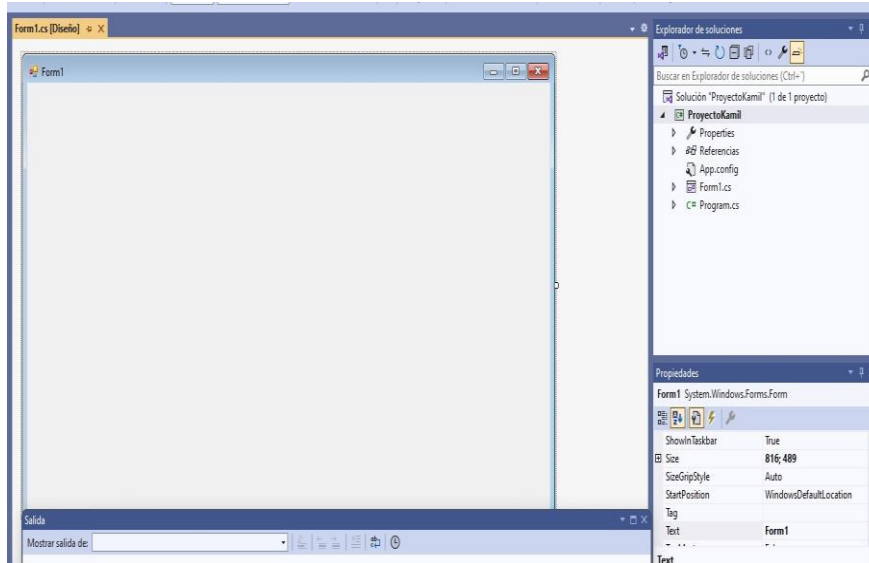 Form1.cs [Diseño]
Form1
Explorador de soluciones
Buscar en Explorador de soluciones (Ctrl+¨)
Solución "ProyectoKamil" (1 de 1 proyecto)
ProyectoKamil
Properties
Referencias
App.config
Form1.cs
C# Program.cs
Propiedades
Form1 System.Windows.Forms.Form
ShowInTaskbar True
Size 816; 489
SizeGripStyle Auto
StartPosition WindowsDefaultLocation
Tag
Text Form1
Text
Salida
Mostrar salida de: